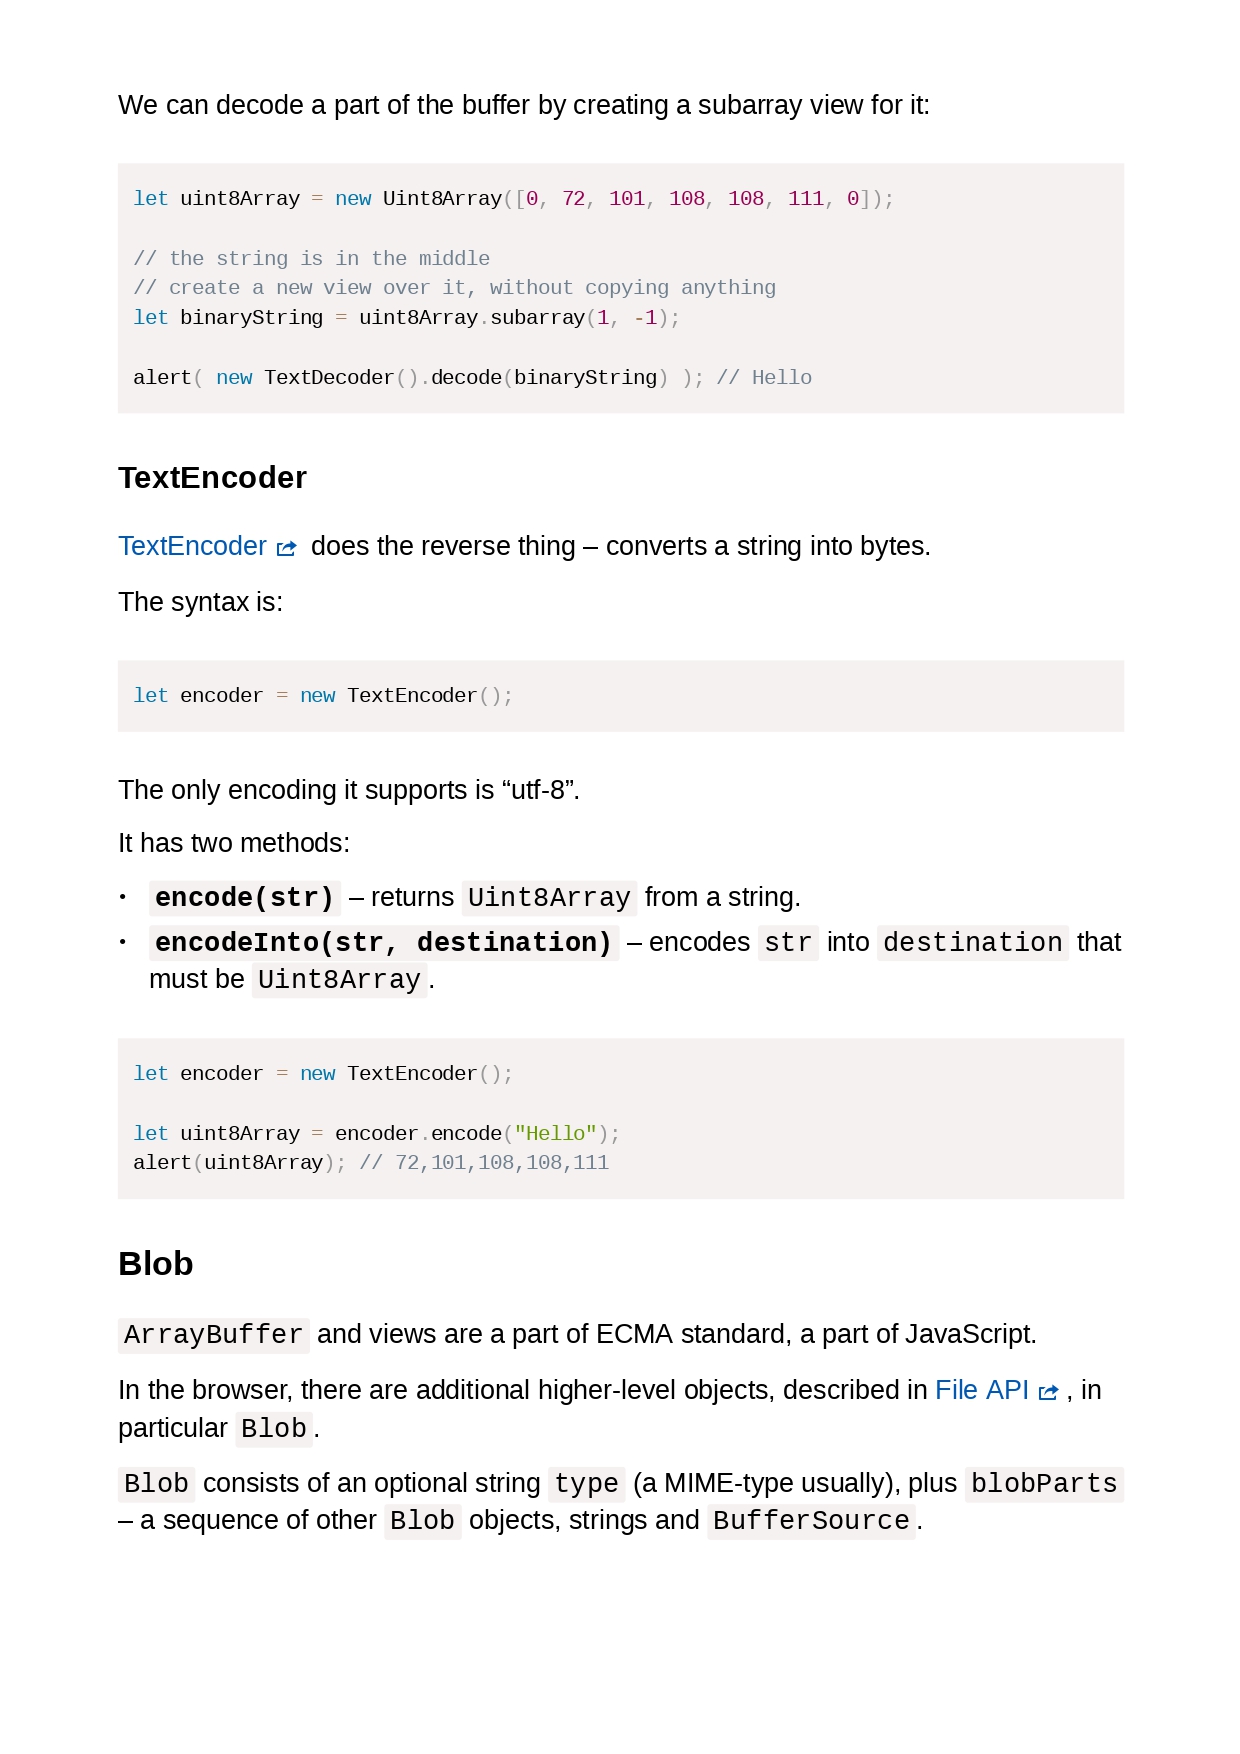 We can decode a part of the buffer by creating a subarray view for it:
let uint8Array = new Uint8Array([0, 72, 101, 108, 108, 111, 0]);
// the string is in the middle
// create a new view over it, without copying anything
let binaryString = uint8Array.subarray(1, -1);
alert( new TextDecoder().decode(binaryString) ); // Hello
TextEncoder
TextEncoder does the reverse thing – converts a string into bytes.
The syntax is:
let encoder = new TextEncoder();
The only encoding it supports is “utf-8”.
It has two methods:
• encode(str) – returns Uint8Array from a string.
• encodeInto(str, destination) – encodes str into destination that
must be Uint8Array.
let encoder = new TextEncoder();
let uint8Array = encoder.encode("Hello");
alert(uint8Array); // 72,101,108,108,111
Blob
ArrayBuffer and views are a part of ECMA standard, a part of JavaScript.
In the browser, there are additional higher-level objects, described in File API , in
particular Blob.
Blob consists of an optional string type (a MIME-type usually), plus blobParts
– a sequence of other Blob objects, strings and BufferSource.